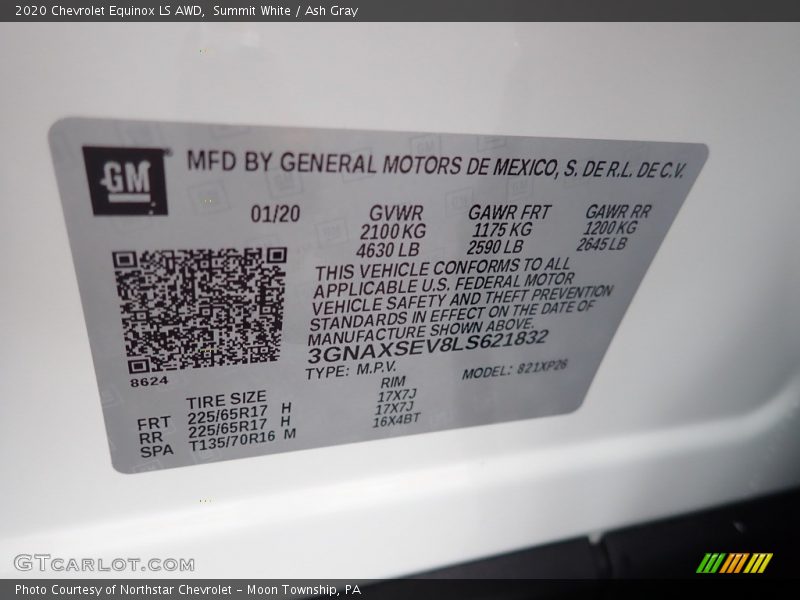 2020 Chevrolet Equinox LS AWD, Summit White / Ash Gray
GM
MFD BY GENERAL MOTORS DE MEXICO, S. DE R.L. DE C.V.
01/20 GVWR GAWR FRT GAWR RR
2100 KG 1175 KG 1200 KG
4630 LB 2590 LB 2645 LB
THIS VEHICLE CONFORMS TO ALL
APPLICABLE U.S. FEDERAL MOTOR
VEHICLE SAFETY AND THEFT PREVENTION
STANDARDS IN EFFECT ON THE DATE OF
MANUFACTURE SHOWN ABOVE.
3GNAXSEV8LS621832
TYPE: M.P.V. MODEL: 821XP26
8624
TIRE SIZE RIM
FRT 225/65R17 H 17X7J
RR 225/65R17 H 17X7J
SPA T135/70R16 M 16X4BT
GTCARLOT.COM
Photo Courtesy of Northstar Chevrolet - Moon Township, PA